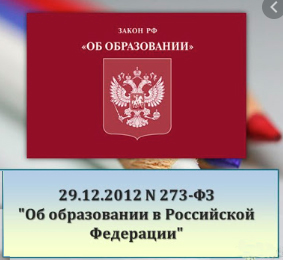 ЗАКОН РФ
«ОБ ОБРАЗОВАНИИ»
29.12.2012 N 273-ФЗ
"Об образовании в Российской
Федерации"